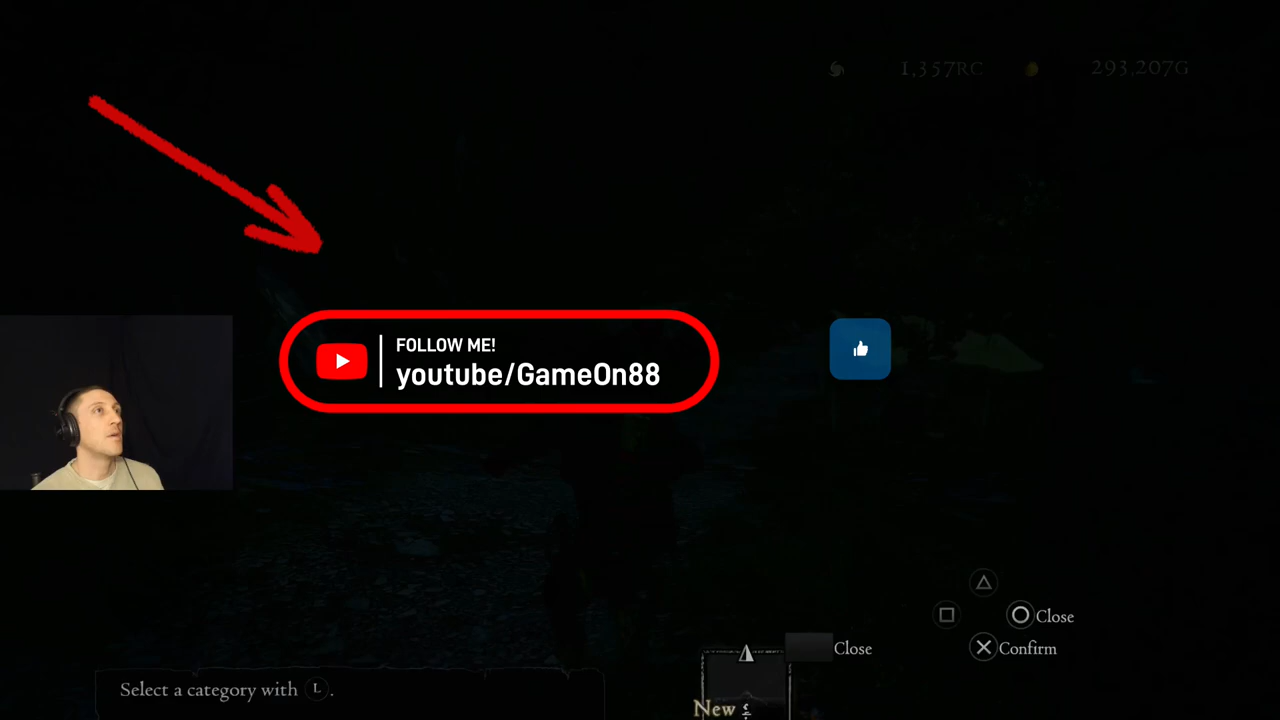 1,357RC 293,207G
FOLLOW ME!
youtube/GameOn88
Close
Close
Confirm
Select a category with L.
New